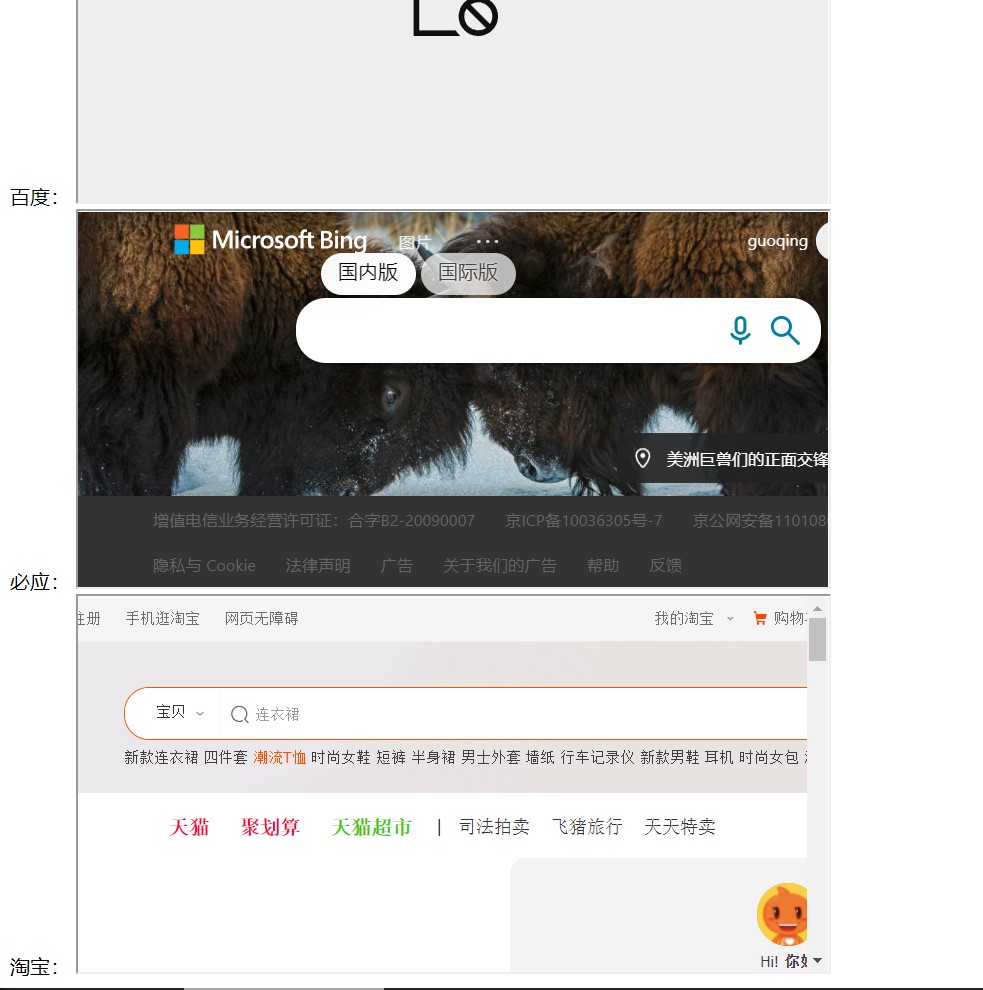 百度：
Microsoft Bing 图片 ··· guoqing
国内版 国际版
美洲巨兽们的正面交锋
增值电信业务经营许可证：合字B2-20090007 京ICP备10036305号-7 京公网安备110108
隐私与 Cookie 法律声明 广告 关于我们的广告 帮助 反馈
必应：
注册 手机逛淘宝 网页无障碍 我的淘宝 购物
宝贝 连衣裙
新款连衣裙 四件套 潮流T恤 时尚女鞋 短裤 半身裙 男士外套 墙纸 行车记录仪 新款男鞋 耳机 时尚女包
天猫 聚划算 天猫超市 | 司法拍卖 飞猪旅行 天天特卖
Hi! 你好
淘宝：